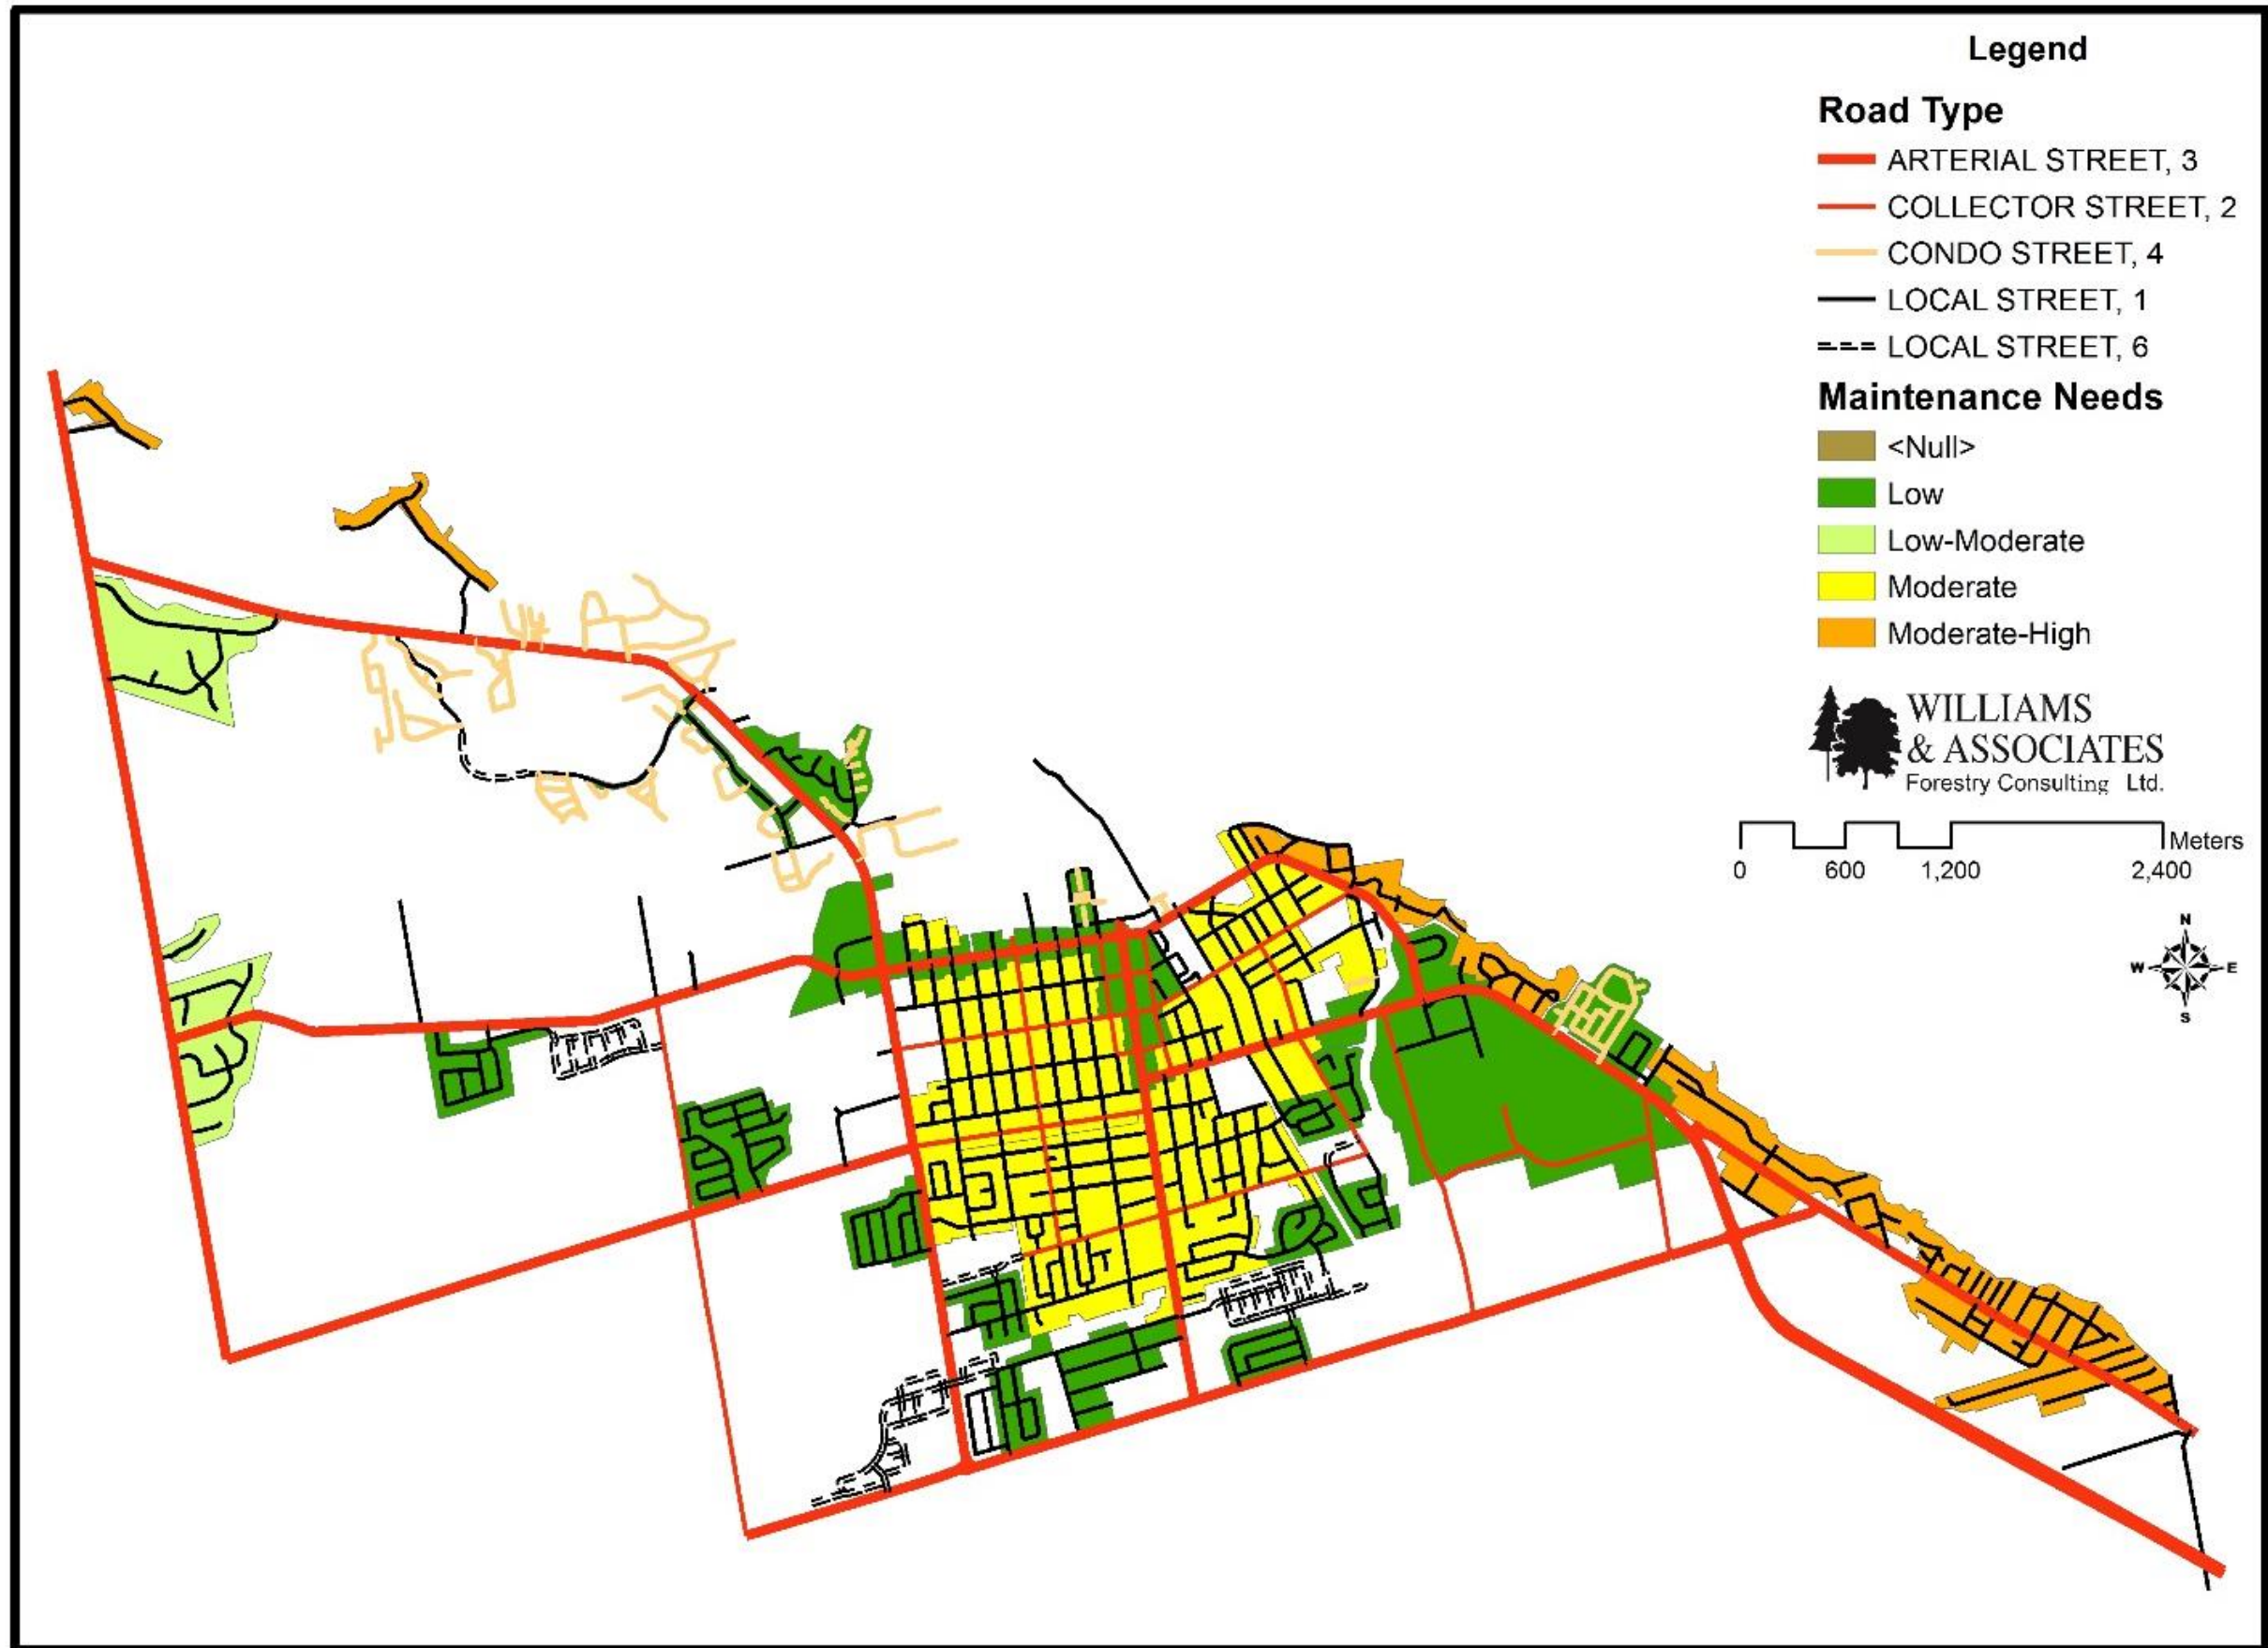 Legend
Road Type
ARTERIAL STREET, 3
COLLECTOR STREET, 2
CONDO STREET, 4
LOCAL STREET, 1
LOCAL STREET, 6
Maintenance Needs
<Null>
Low
Low-Moderate
Moderate
Moderate-High
WILLIAMS
& ASSOCIATES
Forestry Consulting Ltd.
Meters
0 600 1,200 2,400
N
W E
S